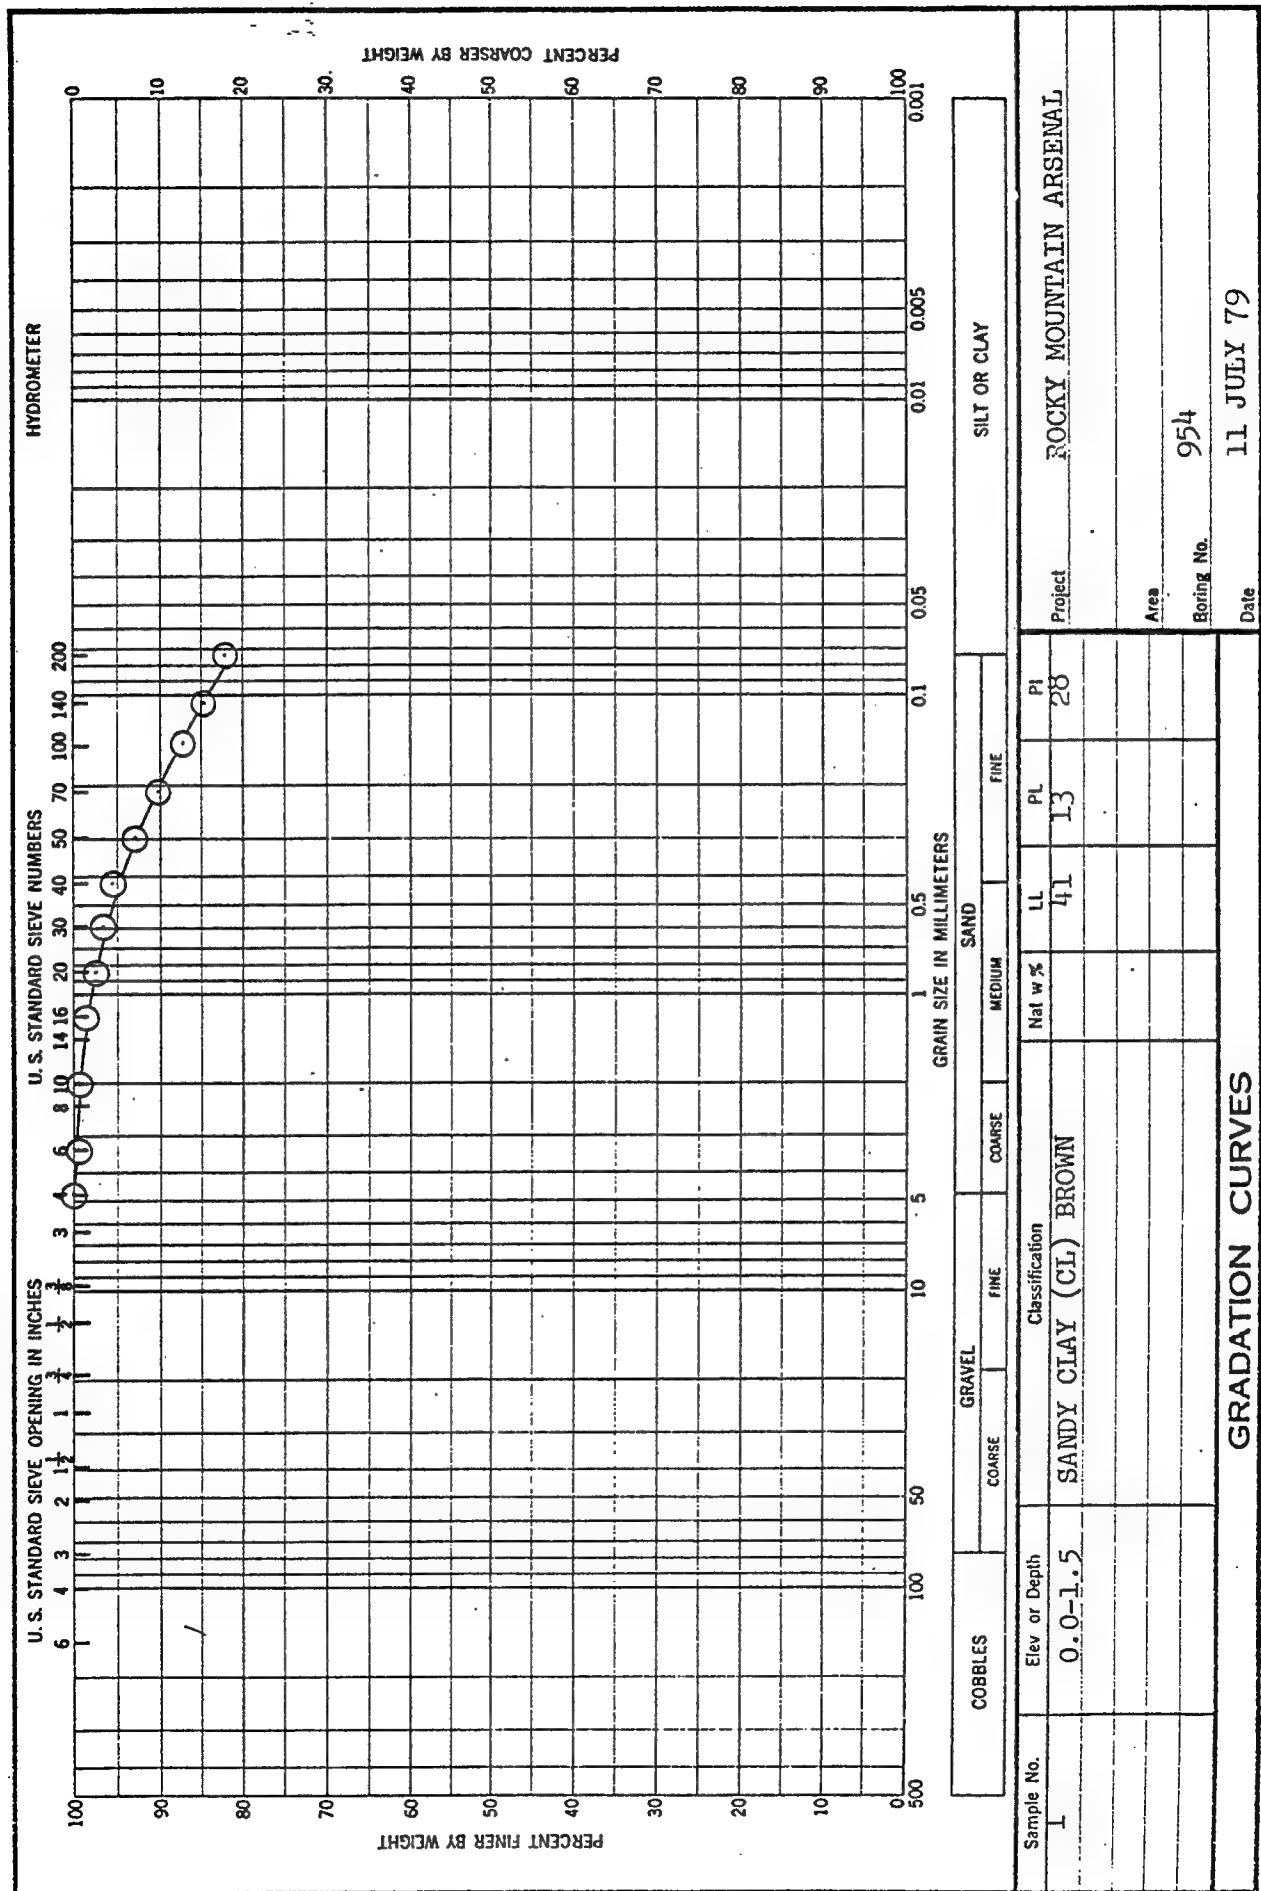 U. S. STANDARD SIEVE OPENING IN INCHES
U. S. STANDARD SIEVE NUMBERS
HYDROMETER
6 4 3 2 1½ 1 ¾ ½ ⅜ 3 4 6 8 10 14 16 20 30 40 50 70 100 140 200
PERCENT FINER BY WEIGHT
100
90
80
70
60
50
40
30
20
10
0
PERCENT COARSER BY WEIGHT
0
10
20
30
40
50
60
70
80
90
100
500 100 50 10 5 1 0.5 0.1 0.05 0.01 0.005 0.001
GRAIN SIZE IN MILLIMETERS
COBBLES
GRAVEL
COARSE
FINE
SAND
COARSE
MEDIUM
FINE
SILT OR CLAY
Sample No. Elev or Depth Classification Nat w % LL PL PI
1 0.0-1.5 SANDY CLAY (CL) BROWN 41 13 28
Project ROCKY MOUNTAIN ARSENAL
Area
Boring No. 954
Date 11 JULY 79
GRADATION CURVES